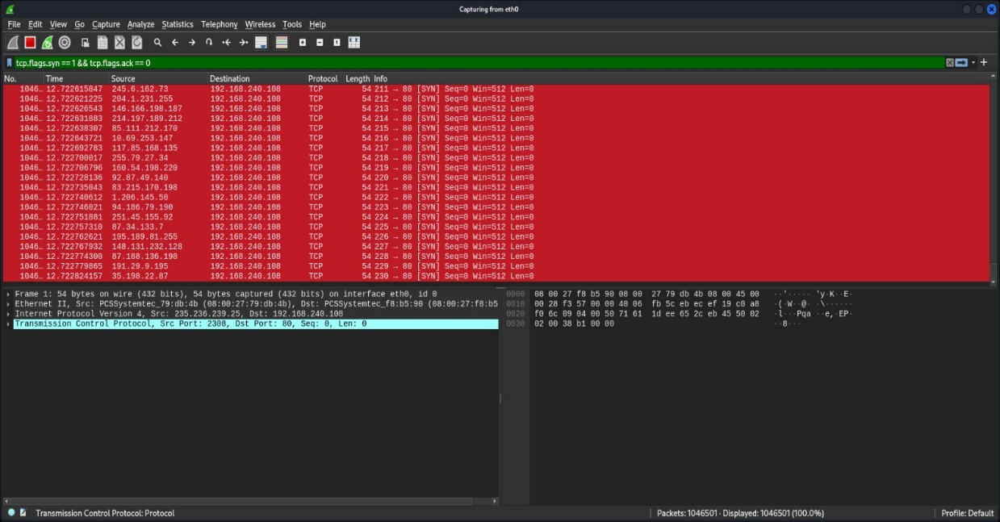 Capturing from eth0
File Edit View Go Capture Analyze Statistics Telephony Wireless Tools Help
tcp.flags.syn == 1 && tcp.flags.ack == 0
No. Time Source Destination Protocol Length Info
1046… 12.722615847 245.6.162.73 192.168.240.108 TCP 54 211 → 80 [SYN] Seq=0 Win=512 Len=0
1046… 12.722621225 204.1.231.255 192.168.240.108 TCP 54 212 → 80 [SYN] Seq=0 Win=512 Len=0
1046… 12.722626543 146.166.198.187 192.168.240.108 TCP 54 213 → 80 [SYN] Seq=0 Win=512 Len=0
1046… 12.722631883 214.197.189.212 192.168.240.108 TCP 54 214 → 80 [SYN] Seq=0 Win=512 Len=0
1046… 12.722638307 85.111.212.170 192.168.240.108 TCP 54 215 → 80 [SYN] Seq=0 Win=512 Len=0
1046… 12.722643721 10.69.253.147 192.168.240.108 TCP 54 216 → 80 [SYN] Seq=0 Win=512 Len=0
1046… 12.722692783 117.85.168.135 192.168.240.108 TCP 54 217 → 80 [SYN] Seq=0 Win=512 Len=0
1046… 12.722700017 255.79.27.34 192.168.240.108 TCP 54 218 → 80 [SYN] Seq=0 Win=512 Len=0
1046… 12.722706796 160.54.198.220 192.168.240.108 TCP 54 219 → 80 [SYN] Seq=0 Win=512 Len=0
1046… 12.722728136 92.87.49.140 192.168.240.108 TCP 54 220 → 80 [SYN] Seq=0 Win=512 Len=0
1046… 12.722735043 83.215.170.198 192.168.240.108 TCP 54 221 → 80 [SYN] Seq=0 Win=512 Len=0
1046… 12.722740612 1.206.145.50 192.168.240.108 TCP 54 222 → 80 [SYN] Seq=0 Win=512 Len=0
1046… 12.722746021 94.186.79.190 192.168.240.108 TCP 54 223 → 80 [SYN] Seq=0 Win=512 Len=0
1046… 12.722751881 251.45.155.92 192.168.240.108 TCP 54 224 → 80 [SYN] Seq=0 Win=512 Len=0
1046… 12.722757310 87.34.133.7 192.168.240.108 TCP 54 225 → 80 [SYN] Seq=0 Win=512 Len=0
1046… 12.722762621 195.189.81.255 192.168.240.108 TCP 54 226 → 80 [SYN] Seq=0 Win=512 Len=0
1046… 12.722767932 148.131.232.128 192.168.240.108 TCP 54 227 → 80 [SYN] Seq=0 Win=512 Len=0
1046… 12.722774300 87.188.136.198 192.168.240.108 TCP 54 228 → 80 [SYN] Seq=0 Win=512 Len=0
1046… 12.722779865 191.29.9.195 192.168.240.108 TCP 54 229 → 80 [SYN] Seq=0 Win=512 Len=0
1046… 12.722824157 35.198.22.87 192.168.240.108 TCP 54 230 → 80 [SYN] Seq=0 Win=512 Len=0
Frame 1: 54 bytes on wire (432 bits), 54 bytes captured (432 bits) on interface eth0, id 0
Ethernet II, Src: PCSSystemtec_79:db:4b (08:00:27:79:db:4b), Dst: PCSSystemtec_f8:b5:90 (08:00:27:f8:b5
Internet Protocol Version 4, Src: 235.236.239.25, Dst: 192.168.240.108
Transmission Control Protocol, Src Port: 2308, Dst Port: 80, Seq: 0, Len: 0
0000 08 00 27 f8 b5 90 08 00 27 79 db 4b 08 00 45 00 ··'····· 'y·K··E·
0010 00 28 f3 57 00 00 40 06 fb 5c eb ec ef 19 c0 a8 ·(·W··@· ·\······
0020 f0 6c 09 04 00 50 71 61 1d ee 65 2c eb 45 50 02 ·l···Pqa ··e,·EP·
0030 02 00 38 b1 00 00 ··8···
Transmission Control Protocol: Protocol
Packets: 1046501 · Displayed: 1046501 (100.0%)
Profile: Default